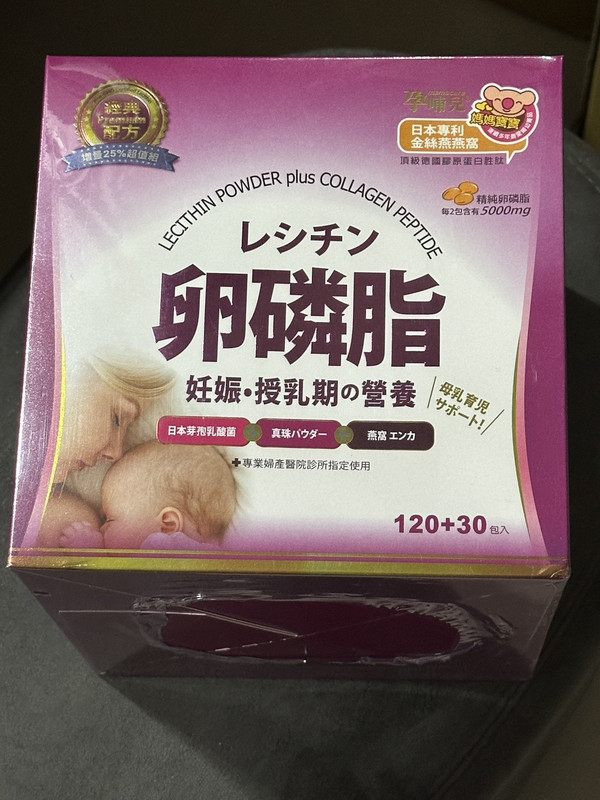 經典
Premium
配方
增量25%超值組
孕哺兒
媽媽寶寶
日本專利
金絲燕燕窩
頂級德國膠原蛋白胜肽
精純卵磷脂
每2包含有5000mg
LECITHIN POWDER plus COLLAGEN PEPTIDE
レシチン
卵磷脂
妊娠・授乳期の營養
母乳育児
サポート!
日本芽孢乳酸菌
真珠パウダー
燕窩 エンカ
✚專業婦產醫院診所指定使用
120+30包入